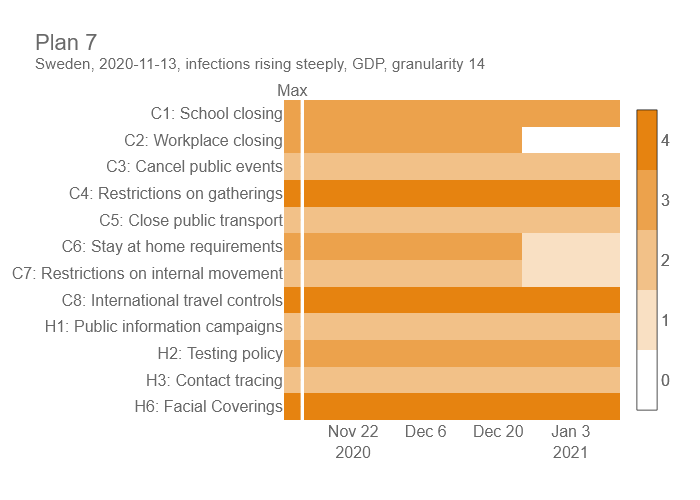 Plan 7
Sweden, 2020-11-13, infections rising steeply, GDP, granularity 14
Max
C1: School closing
C2: Workplace closing
C3: Cancel public events
C4: Restrictions on gatherings
C5: Close public transport
C6: Stay at home requirements
C7: Restrictions on internal movement
C8: International travel controls
H1: Public information campaigns
H2: Testing policy
H3: Contact tracing
H6: Facial Coverings
4
3
2
1
0
Nov 22 Dec 6 Dec 20 Jan 3
2020 2021